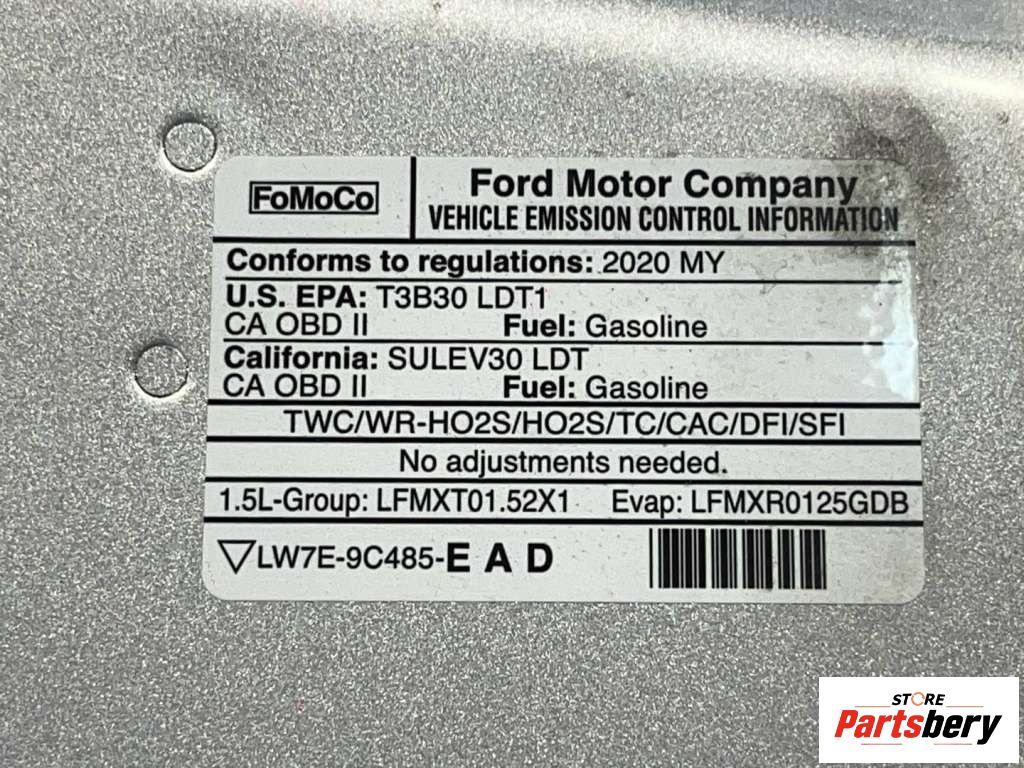 FoMoCo
Ford Motor Company
VEHICLE EMISSION CONTROL INFORMATION
Conforms to regulations: 2020 MY
U.S. EPA: T3B30 LDT1
CA OBD II Fuel: Gasoline
California: SULEV30 LDT
CA OBD II Fuel: Gasoline
TWC/WR-HO2S/HO2S/TC/CAC/DFI/SFI
No adjustments needed.
1.5L-Group: LFMXT01.52X1 Evap: LFMXR0125GDB
▽LW7E-9C485-E A D
STORE
Partsbery